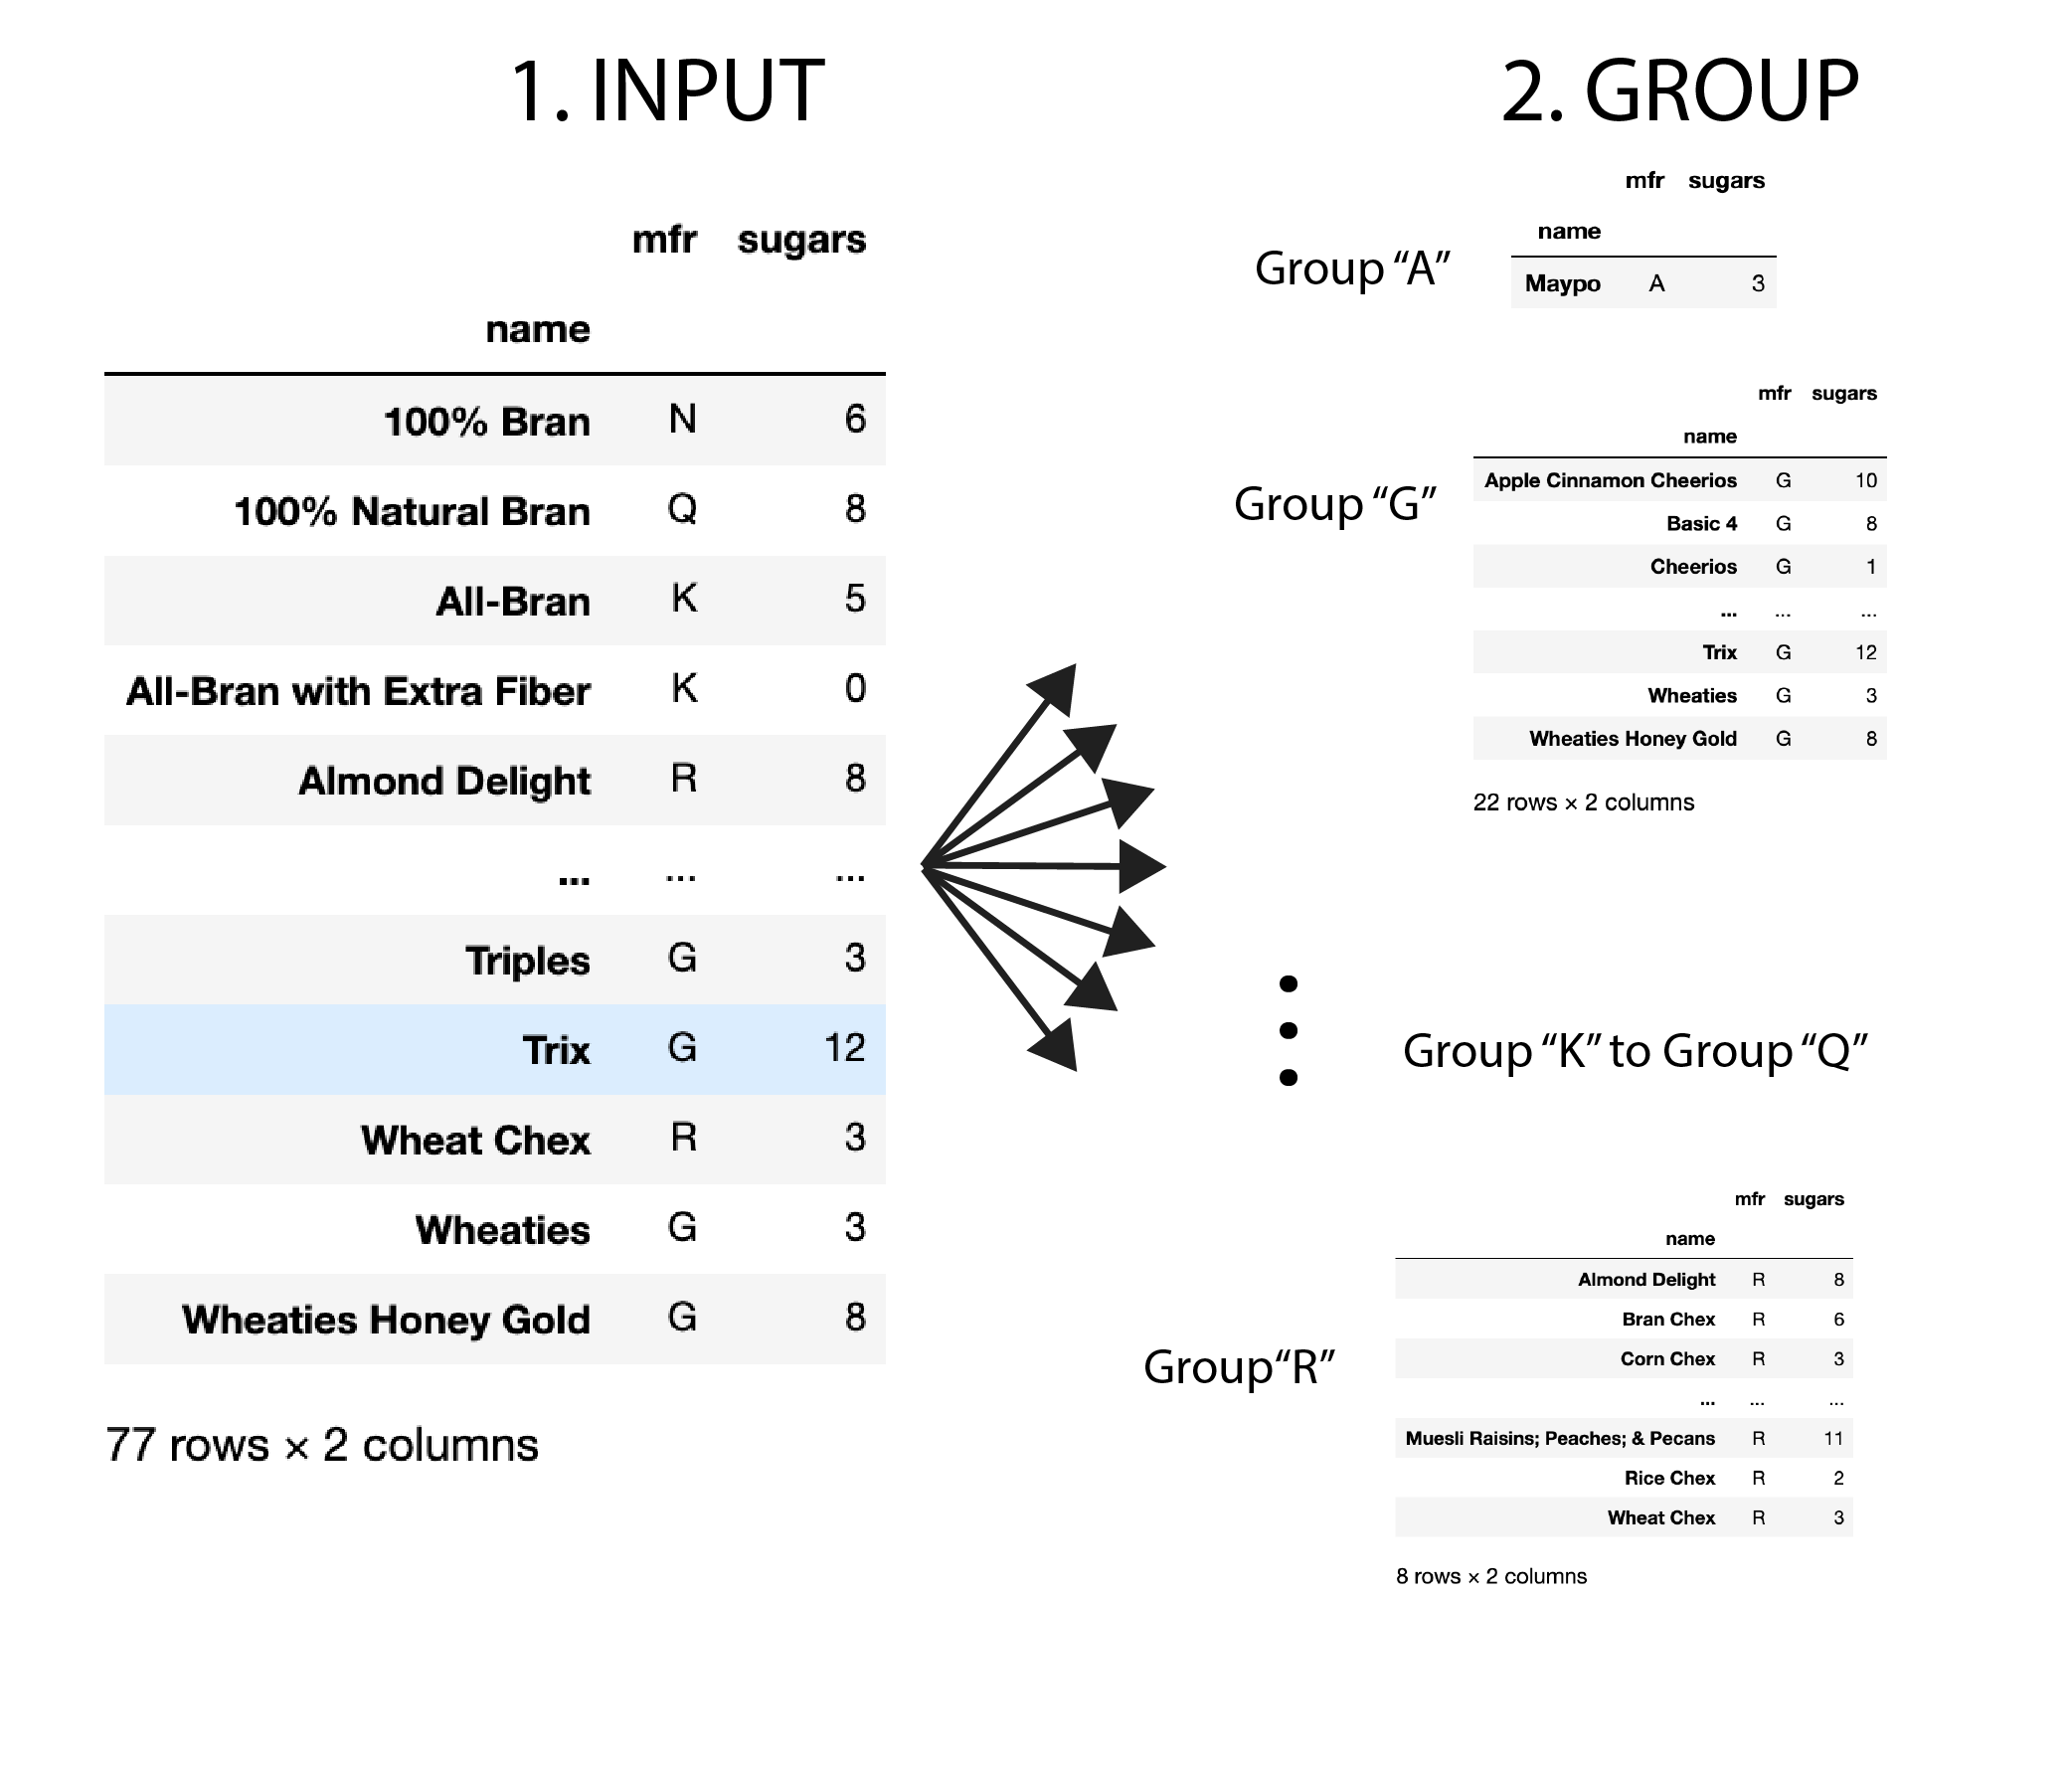 1. INPUT
mfr sugars
name
100% Bran N 6
100% Natural Bran Q 8
All-Bran K 5
All-Bran with Extra Fiber K 0
Almond Delight R 8
... ... ...
Triples G 3
Trix G 12
Wheat Chex R 3
Wheaties G 3
Wheaties Honey Gold G 8
77 rows × 2 columns
2. GROUP
Group “A”
mfr sugars
name
Maypo A 3
Group “G”
mfr sugars
name
Apple Cinnamon Cheerios G 10
Basic 4 G 8
Cheerios G 1
... ... ...
Trix G 12
Wheaties G 3
Wheaties Honey Gold G 8
22 rows × 2 columns
Group “K” to Group “Q”
Group“R”
mfr sugars
name
Almond Delight R 8
Bran Chex R 6
Corn Chex R 3
... ... ...
Muesli Raisins; Peaches; & Pecans R 11
Rice Chex R 2
Wheat Chex R 3
8 rows × 2 columns